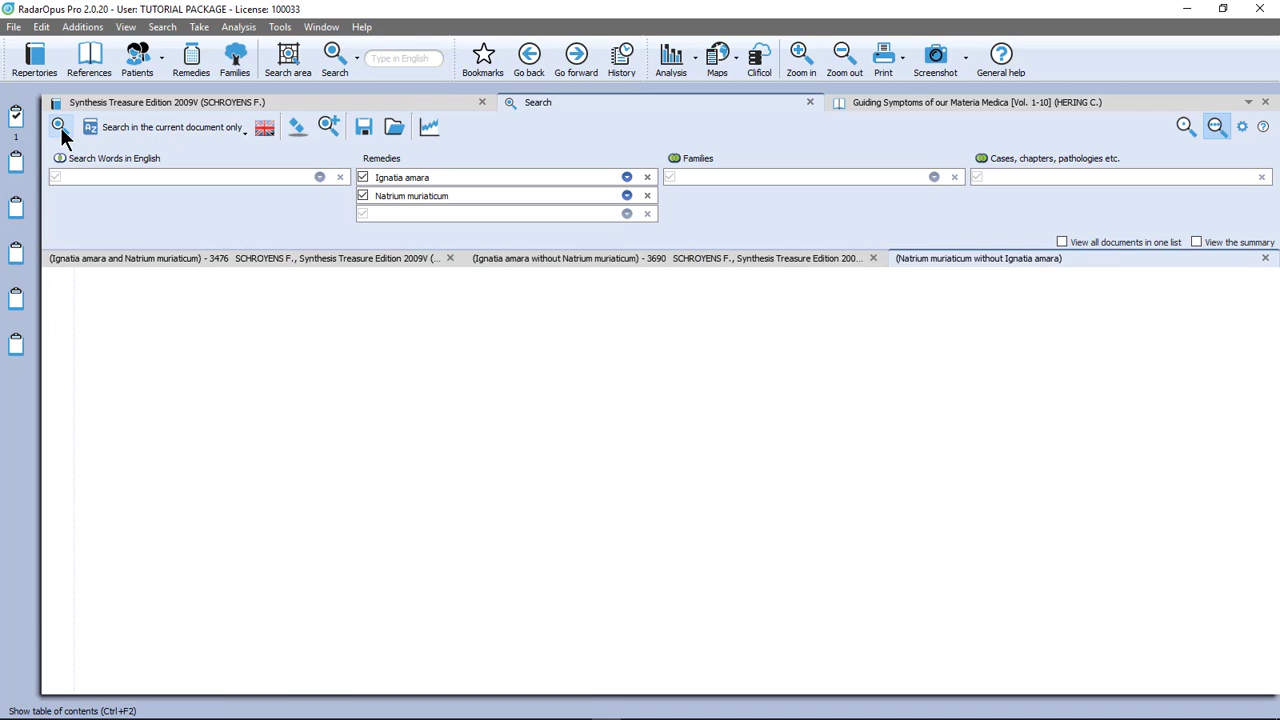 RadarOpus Pro 2.0.20 - User: TUTORIAL PACKAGE - License: 100033
File Edit Additions View Search Take Analysis Tools Window Help
Type in English
Repertories References Patients Remedies Families Search area Search Bookmarks Go back Go forward History Analysis Maps Clificol Zoom in Zoom out Print Screenshot General help
Synthesis Treasure Edition 2009V (SCHROYENS F.) Search Guiding Symptoms of our Materia Medica [Vol. 1-10] (HERING C.)
Search in the current document only
1
Search Words in English Remedies Families Cases, chapters, pathologies etc.
Ignatia amara
Natrium muriaticum
View all documents in one list View the summary
(Ignatia amara and Natrium muriaticum) - 3476 SCHROYENS F., Synthesis Treasure Edition 2009V (... (Ignatia amara without Natrium muriaticum) - 3690 SCHROYENS F., Synthesis Treasure Edition 200... (Natrium muriaticum without Ignatia amara)
Show table of contents (Ctrl+F2)